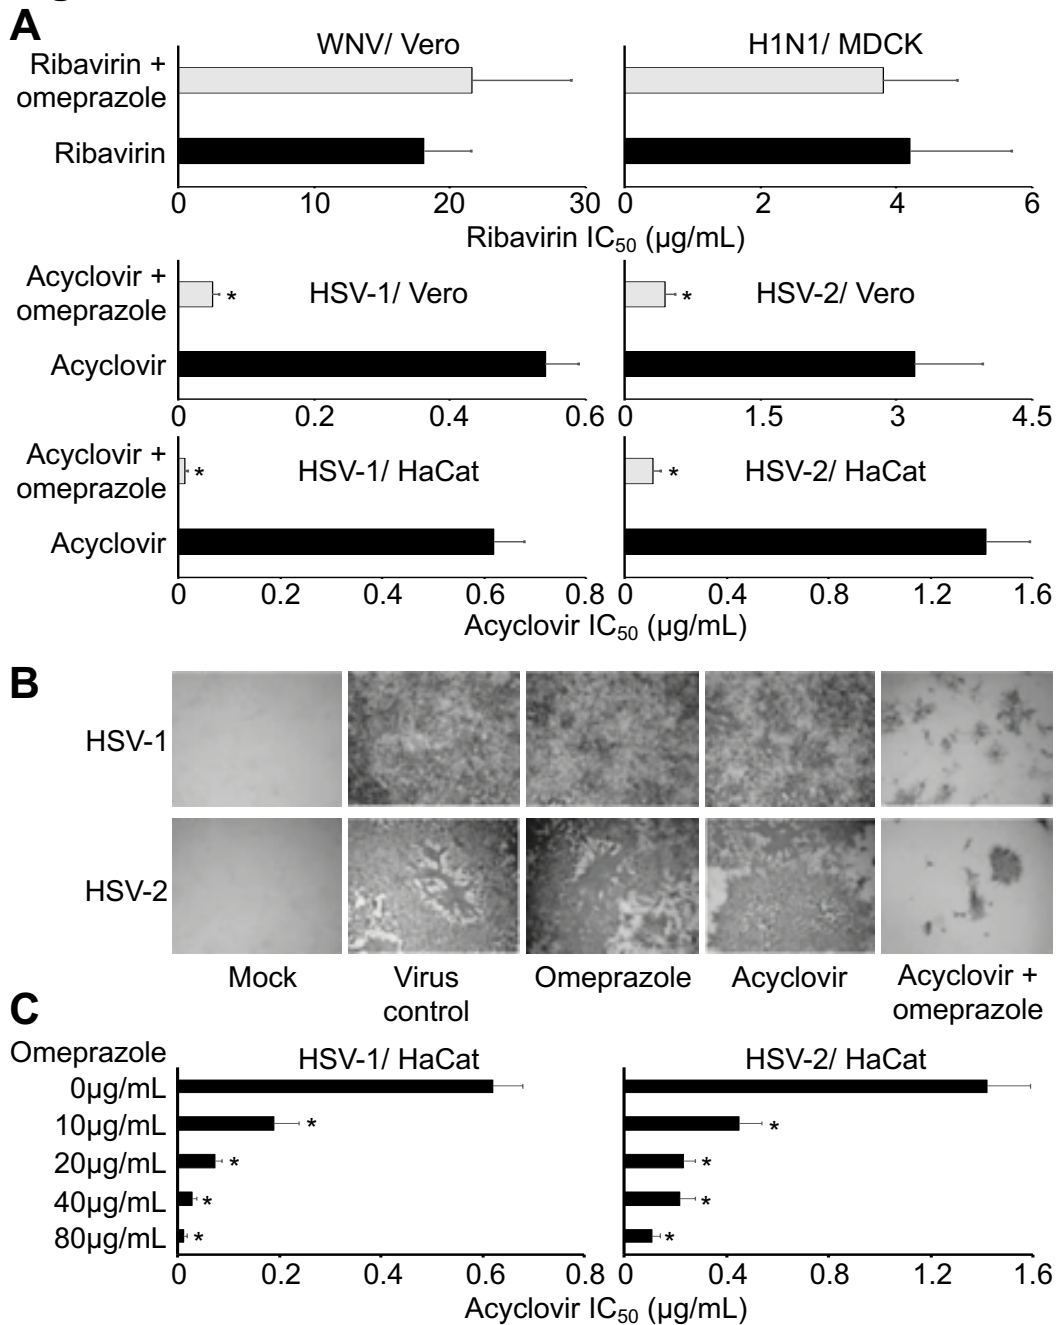 A
WNV/ Vero
H1N1/ MDCK
Ribavirin +
omeprazole
Ribavirin
0 10 20 30 0 2 4 6
Ribavirin IC50 (µg/mL)
Acyclovir +
omeprazole
* HSV-1/ Vero
* HSV-2/ Vero
Acyclovir
0 0.2 0.4 0.6 0 1.5 3 4.5
Acyclovir +
omeprazole
* HSV-1/ HaCat
* HSV-2/ HaCat
Acyclovir
0 0.2 0.4 0.6 0.8 0 0.4 0.8 1.2 1.6
Acyclovir IC50 (µg/mL)
B
HSV-1
HSV-2
Mock
Virus
control
Omeprazole
Acyclovir
Acyclovir +
omeprazole
C
Omeprazole
HSV-1/ HaCat
HSV-2/ HaCat
0µg/mL
10µg/mL * *
20µg/mL * *
40µg/mL * *
80µg/mL * *
0 0.2 0.4 0.6 0.8 0 0.4 0.8 1.2 1.6
Acyclovir IC50 (µg/mL)